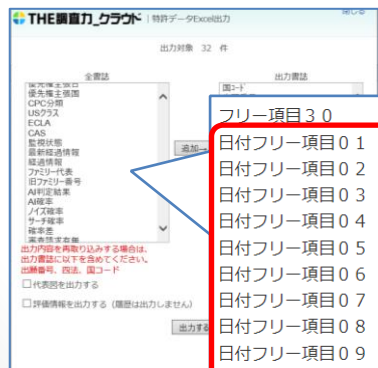 THE調査力_クラウド | 特許データExcel出力
閉じる
出力対象 32 件
全書誌
優先権主張日
優先権主張国
CPC分類
USクラス
ECLA
CAS
監視状態
最新経過情報
経過情報
ファミリー代表
旧ファミリー番号
AI判定結果
AI確率
ノイズ確率
サーチ確率
確率差
審査請求有無
追加→
出力書誌
国コード
フリー項目30
日付フリー項目01
日付フリー項目02
日付フリー項目03
日付フリー項目04
日付フリー項目05
日付フリー項目06
日付フリー項目07
日付フリー項目08
日付フリー項目09
出力内容を再取り込みする場合は、
出力書誌に以下を含めてください。
出願番号、四法、国コード
代表図を出力する
評価情報を出力する（履歴は出力しません）
出力する